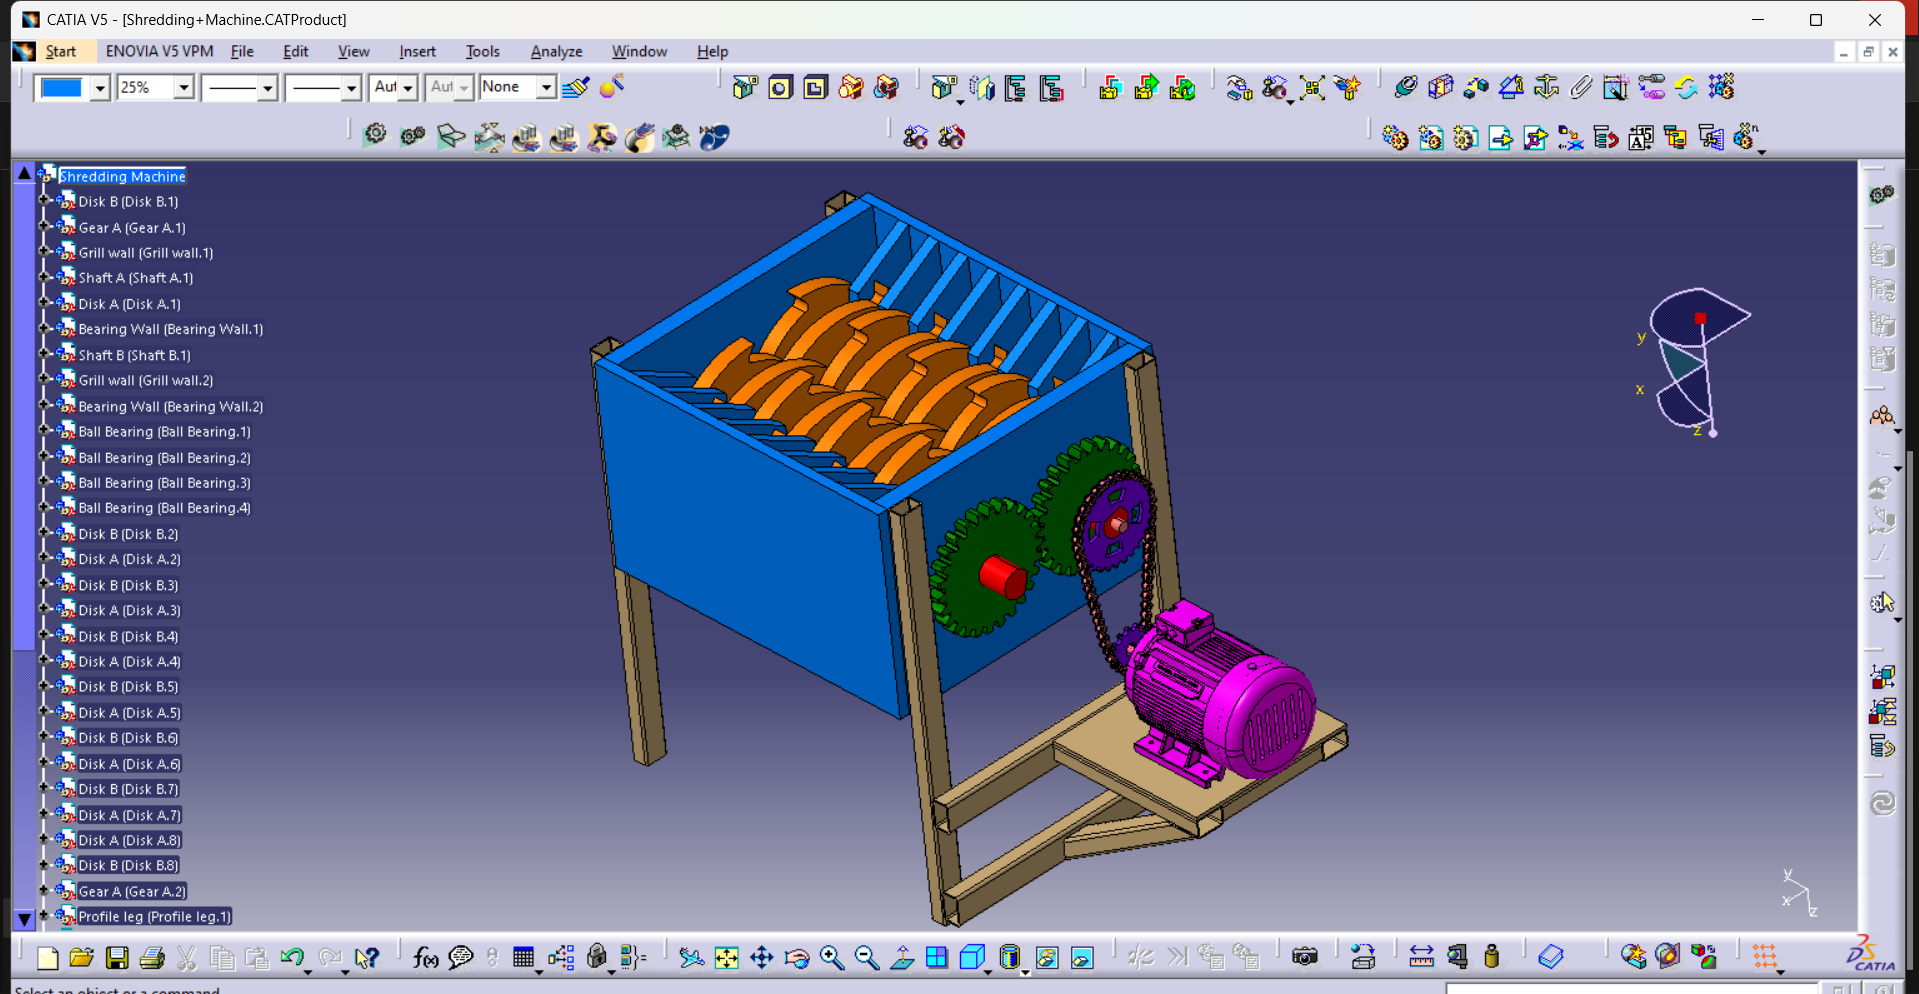 CATIA V5 - [Shredding+Machine.CATProduct]
Start ENOVIA V5 VPM File Edit View Insert Tools Analyze Window Help
25% Aut Aut None
Shredding Machine
Disk B (Disk B.1)
Gear A (Gear A.1)
Grill wall (Grill wall.1)
Shaft A (Shaft A.1)
Disk A (Disk A.1)
Bearing Wall (Bearing Wall.1)
Shaft B (Shaft B.1)
Grill wall (Grill wall.2)
Bearing Wall (Bearing Wall.2)
Ball Bearing (Ball Bearing.1)
Ball Bearing (Ball Bearing.2)
Ball Bearing (Ball Bearing.3)
Ball Bearing (Ball Bearing.4)
Disk B (Disk B.2)
Disk A (Disk A.2)
Disk B (Disk B.3)
Disk A (Disk A.3)
Disk B (Disk B.4)
Disk A (Disk A.4)
Disk B (Disk B.5)
Disk A (Disk A.5)
Disk B (Disk B.6)
Disk A (Disk A.6)
Disk B (Disk B.7)
Disk A (Disk A.7)
Disk A (Disk A.8)
Disk B (Disk B.8)
Gear A (Gear A.2)
Profile leg (Profile leg.1)
y
x
z
y
x
z
f(x)
DS CATIA
Select an object or a command